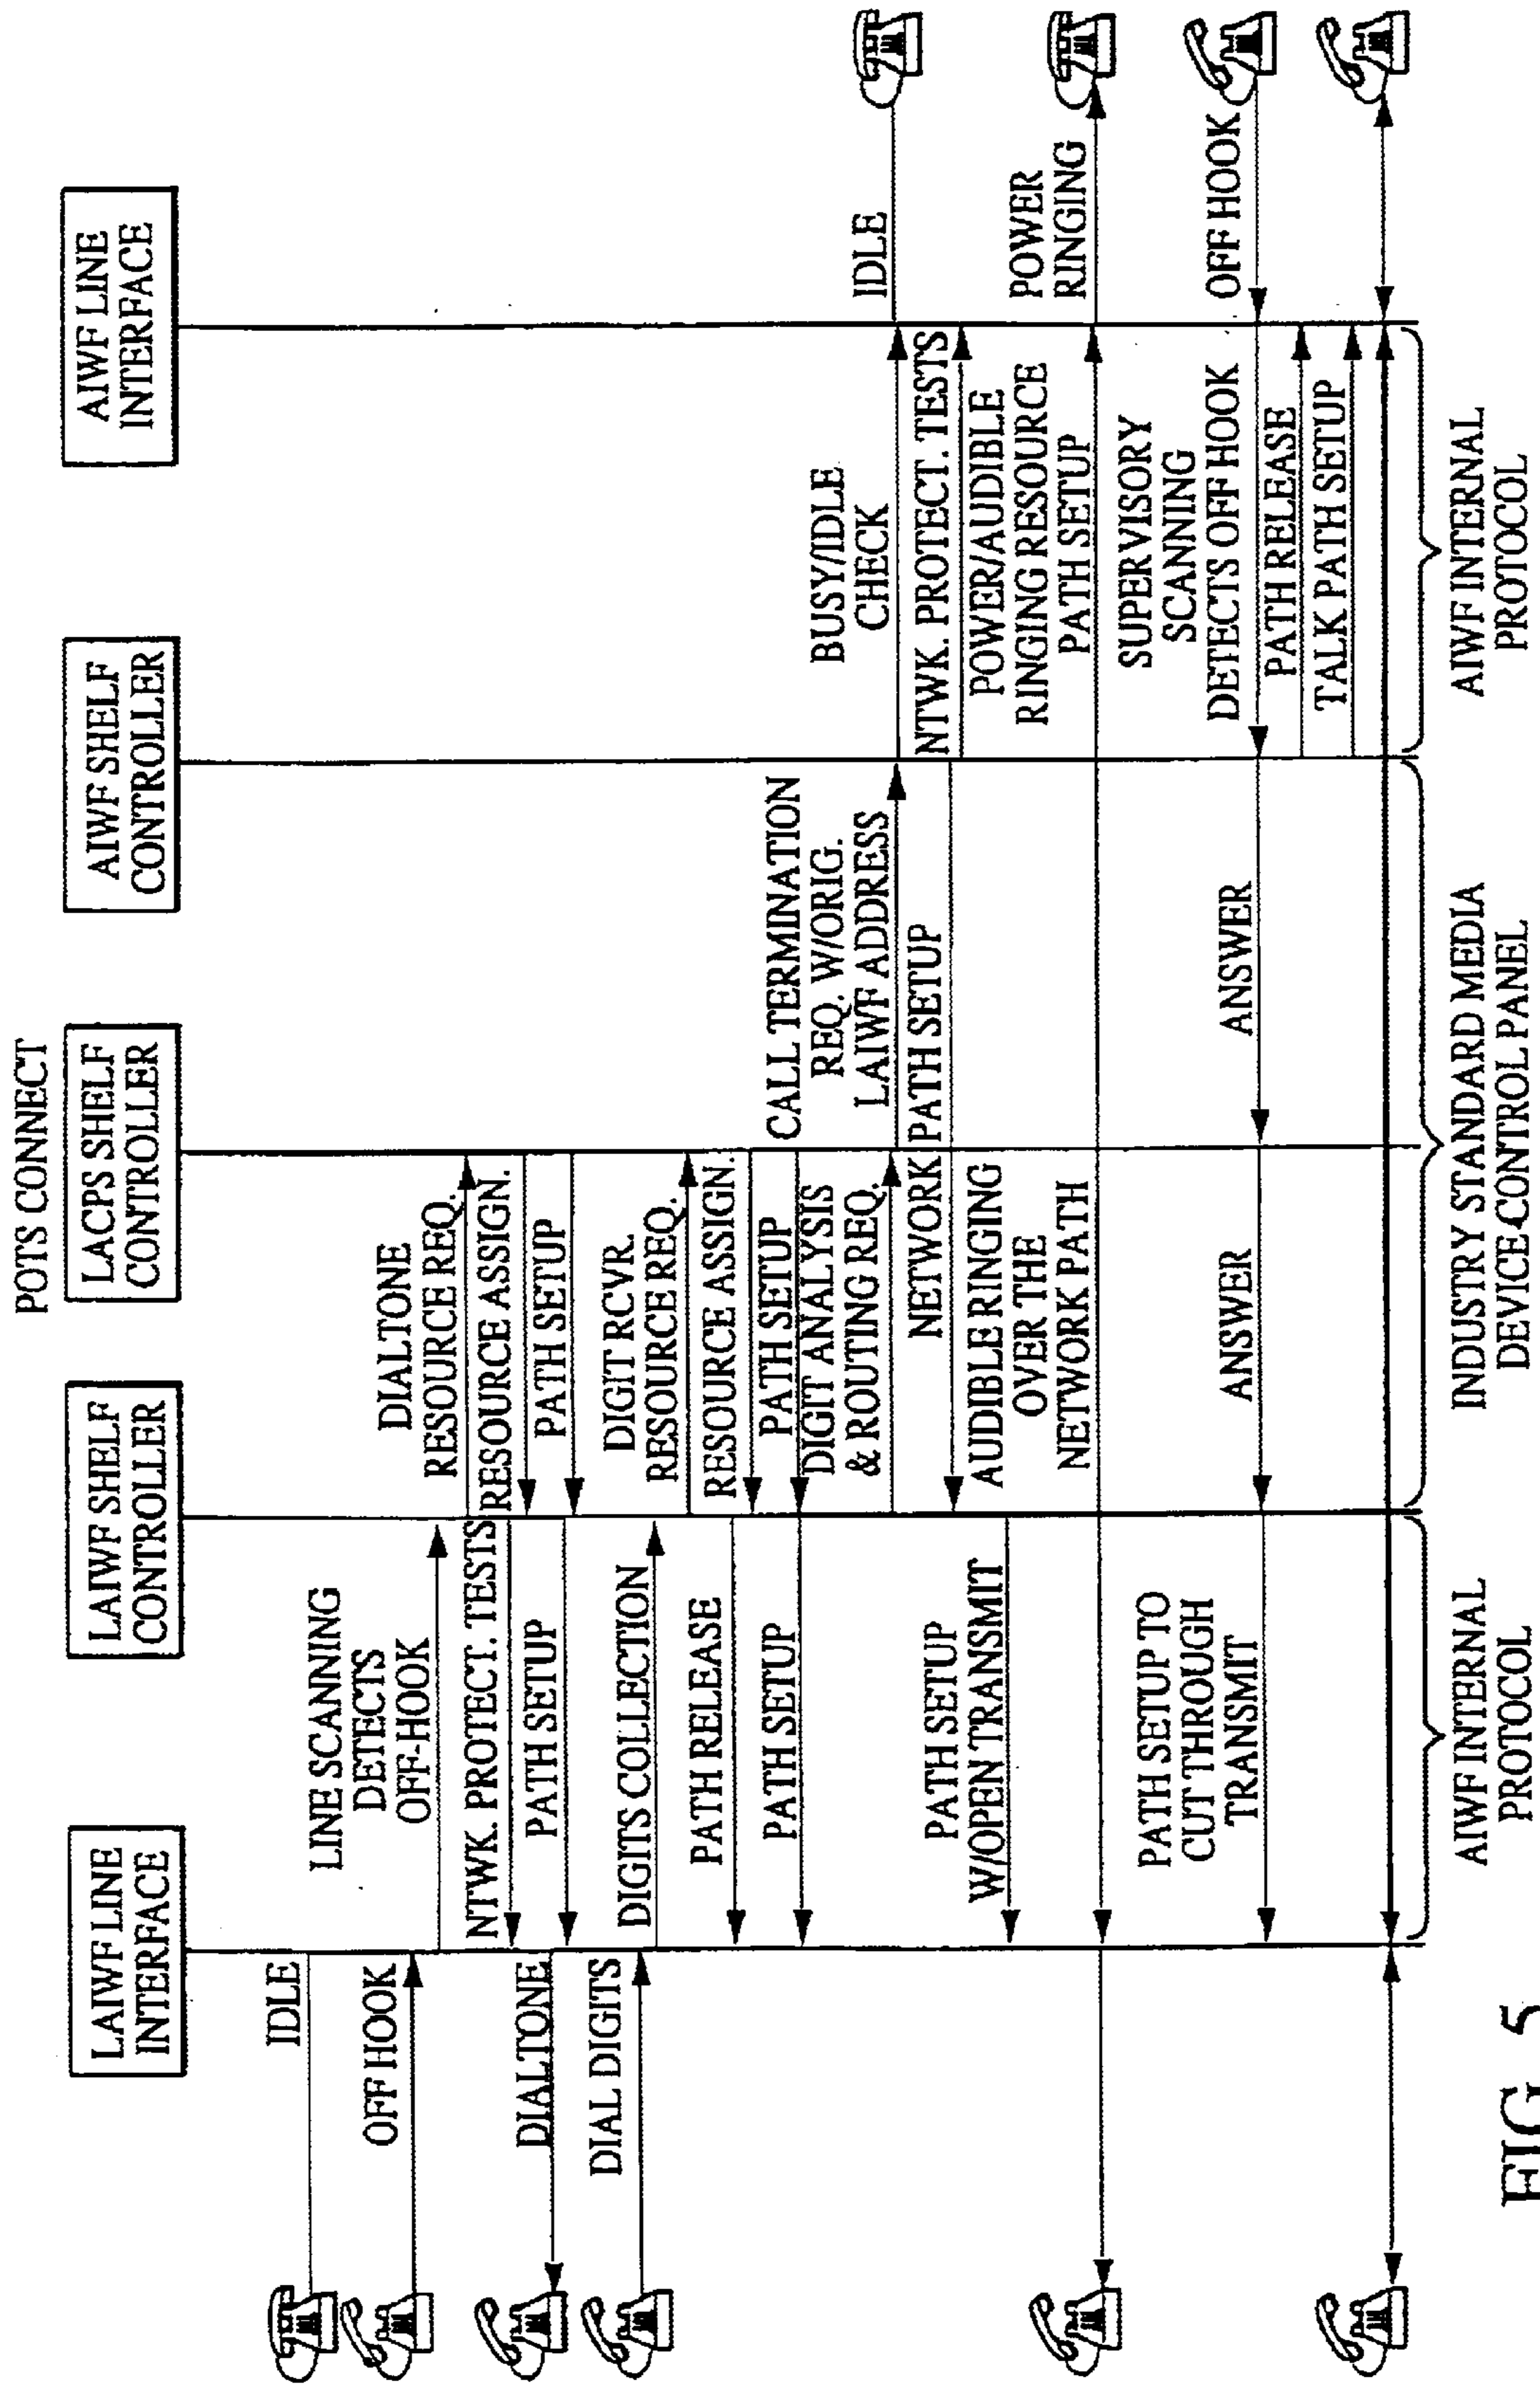 POTS CONNECT
LAIWF LINE
INTERFACE
LAIWF SHELF
CONTROLLER
LACPS SHELF
CONTROLLER
AIWF SHELF
CONTROLLER
AIWF LINE
INTERFACE
IDLE
OFF HOOK
LINE SCANNING
DETECTS
OFF-HOOK
DIALTONE
RESOURCE REQ.
NTWK. PROTECT. TESTS
RESOURCE ASSIGN.
PATH SETUP
PATH SETUP
DIALTONE
DIAL DIGITS
DIGITS COLLECTION
DIGIT RCVR.
RESOURCE REQ.
PATH RELEASE
RESOURCE ASSIGN.
PATH SETUP
PATH SETUP
DIGIT ANALYSIS
& ROUTING REQ.
CALL TERMINATION
REQ. W/ORIG.
LAIWF ADDRESS
BUSY/IDLE
CHECK
IDLE
NETWORK PATH SETUP
NTWK. PROTECT. TESTS
PATH SETUP
W/OPEN TRANSMIT
AUDIBLE RINGING
OVER THE
NETWORK PATH
POWER/AUDIBLE
RINGING RESOURCE
PATH SETUP
POWER
RINGING
PATH SETUP TO
CUT THROUGH
TRANSMIT
ANSWER
ANSWER
SUPERVISORY
SCANNING
DETECTS OFF HOOK
OFF HOOK
PATH RELEASE
TALK PATH SETUP
AIWF INTERNAL
PROTOCOL
INDUSTRY STANDARD MEDIA
DEVICE CONTROL PANEL
AIWF INTERNAL
PROTOCOL
FIG. 5